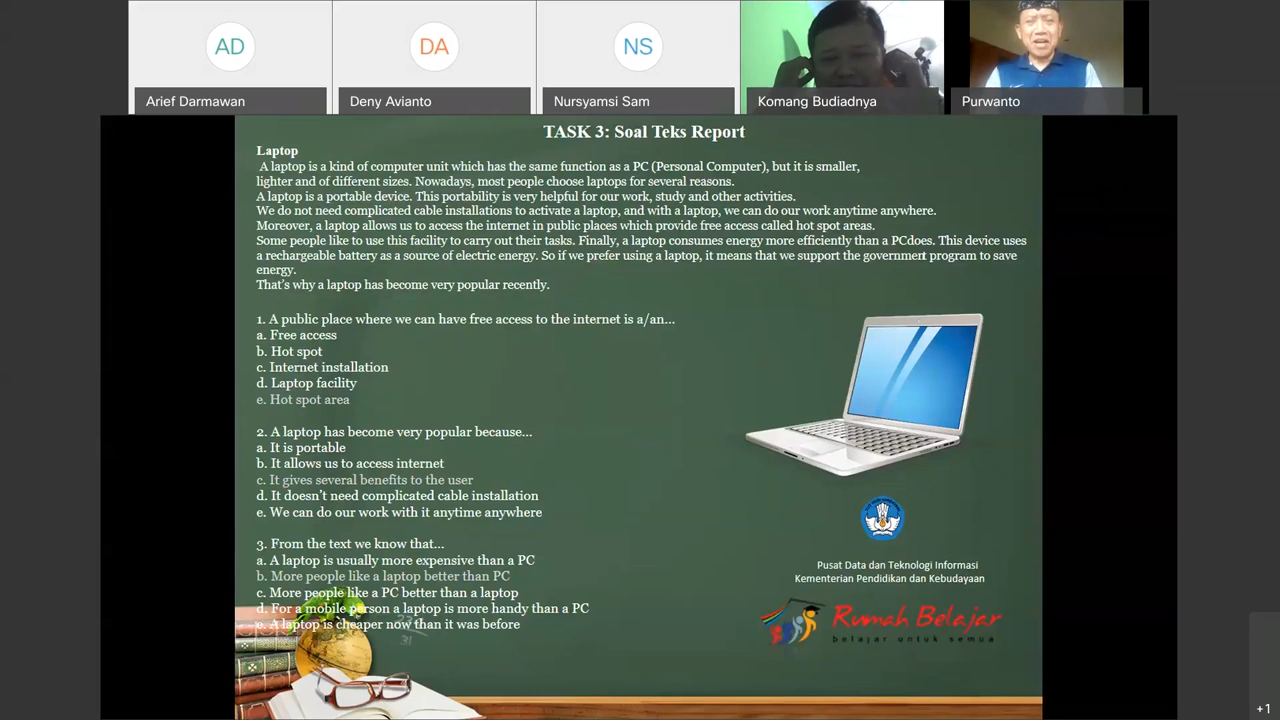 AD
DA
NS
Arief Darmawan
Deny Avianto
Nursyamsi Sam
Komang Budiadnya
Purwanto
TASK 3: Soal Teks Report
Laptop
A laptop is a kind of computer unit which has the same function as a PC (Personal Computer), but it is smaller,
lighter and of different sizes. Nowadays, most people choose laptops for several reasons.
A laptop is a portable device. This portability is very helpful for our work, study and other activities.
We do not need complicated cable installations to activate a laptop, and with a laptop, we can do our work anytime anywhere.
Moreover, a laptop allows us to access the internet in public places which provide free access called hot spot areas.
Some people like to use this facility to carry out their tasks. Finally, a laptop consumes energy more efficiently than a PCdoes. This device uses
a rechargeable battery as a source of electric energy. So if we prefer using a laptop, it means that we support the government program to save
energy.
That's why a laptop has become very popular recently.
1. A public place where we can have free access to the internet is a/an...
a. Free access
b. Hot spot
c. Internet installation
d. Laptop facility
e. Hot spot area
2. A laptop has become very popular because...
a. It is portable
b. It allows us to access internet
c. It gives several benefits to the user
d. It doesn't need complicated cable installation
e. We can do our work with it anytime anywhere
3. From the text we know that...
a. A laptop is usually more expensive than a PC
b. More people like a laptop better than PC
c. More people like a PC better than a laptop
d. For a mobile person a laptop is more handy than a PC
e. A laptop is cheaper now than it was before
Pusat Data dan Teknologi Informasi
Kementerian Pendidikan dan Kebudayaan
Rumah Belajar
belajar untuk semua
+1